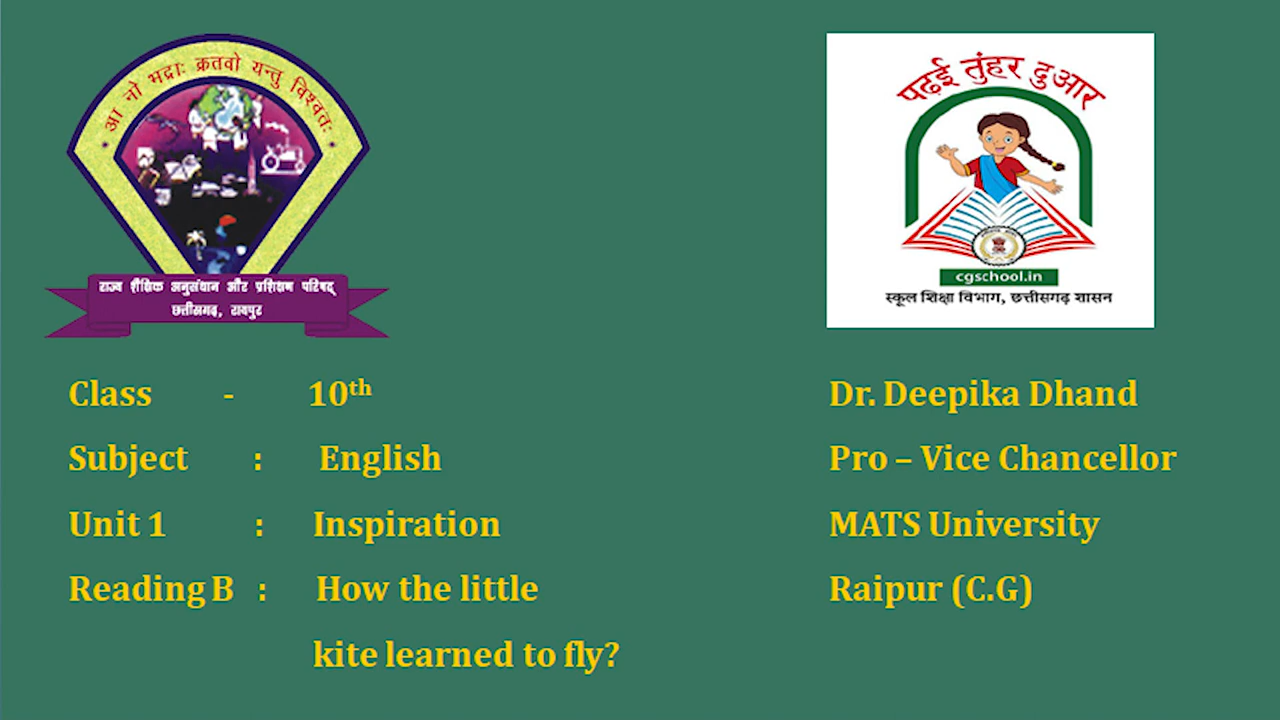 आ नो भद्राः क्रतवो यन्तु विश्वतः
राज्य शैक्षिक अनुसंधान और प्रशिक्षण परिषद्
छत्तीसगढ़, रायपुर
पढ़ई तुंहर दुआर
cgschool.in
स्कूल शिक्षा विभाग, छत्तीसगढ़ शासन
Class - 10th
Subject : English
Unit 1 : Inspiration
Reading B : How the little
kite learned to fly?
Dr. Deepika Dhand
Pro – Vice Chancellor
MATS University
Raipur (C.G)